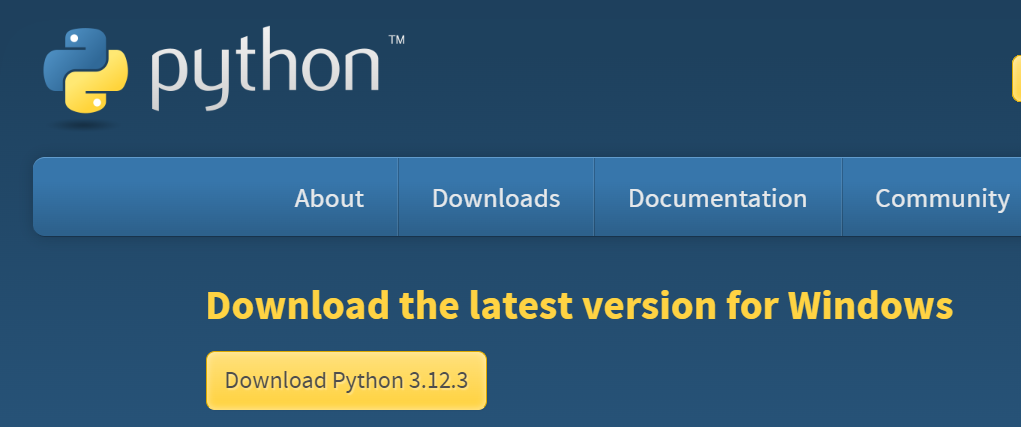 python™
About Downloads Documentation Community
Download the latest version for Windows
Download Python 3.12.3